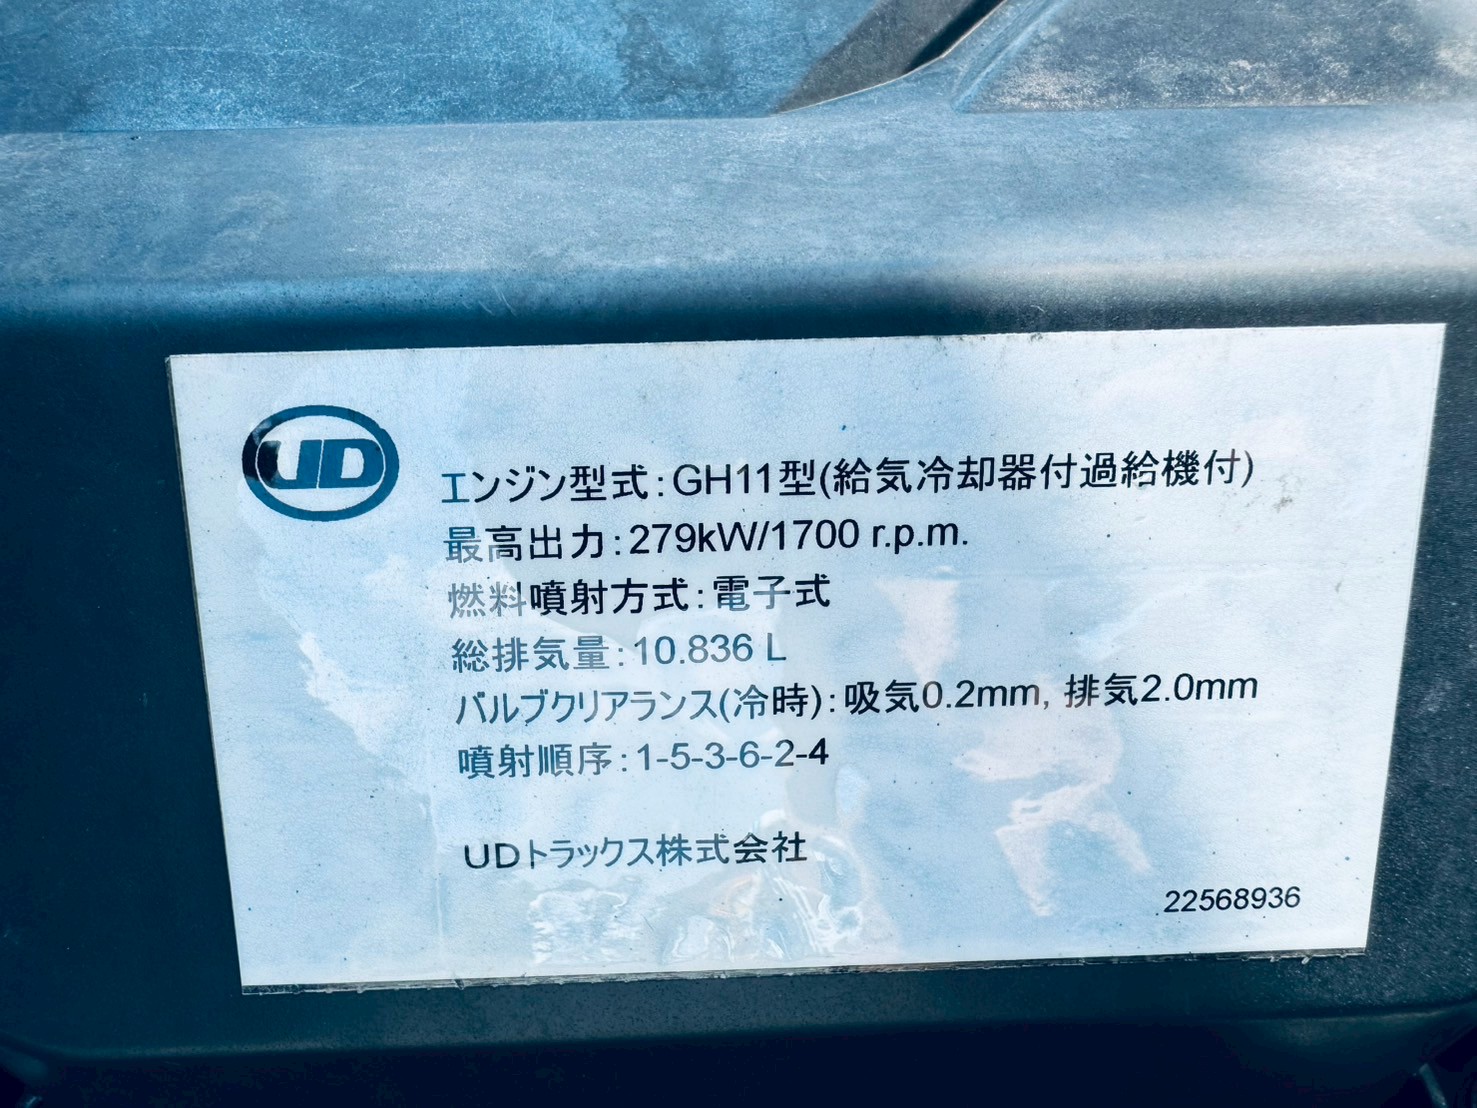 UD
エンジン型式:GH11型(給気冷却器付過給機付)
最高出力:279kW/1700 r.p.m.
燃料噴射方式:電子式
総排気量:10.836 L
バルブクリアランス(冷時):吸気0.2mm, 排気2.0mm
噴射順序:1-5-3-6-2-4
UDトラックス株式会社
22568936